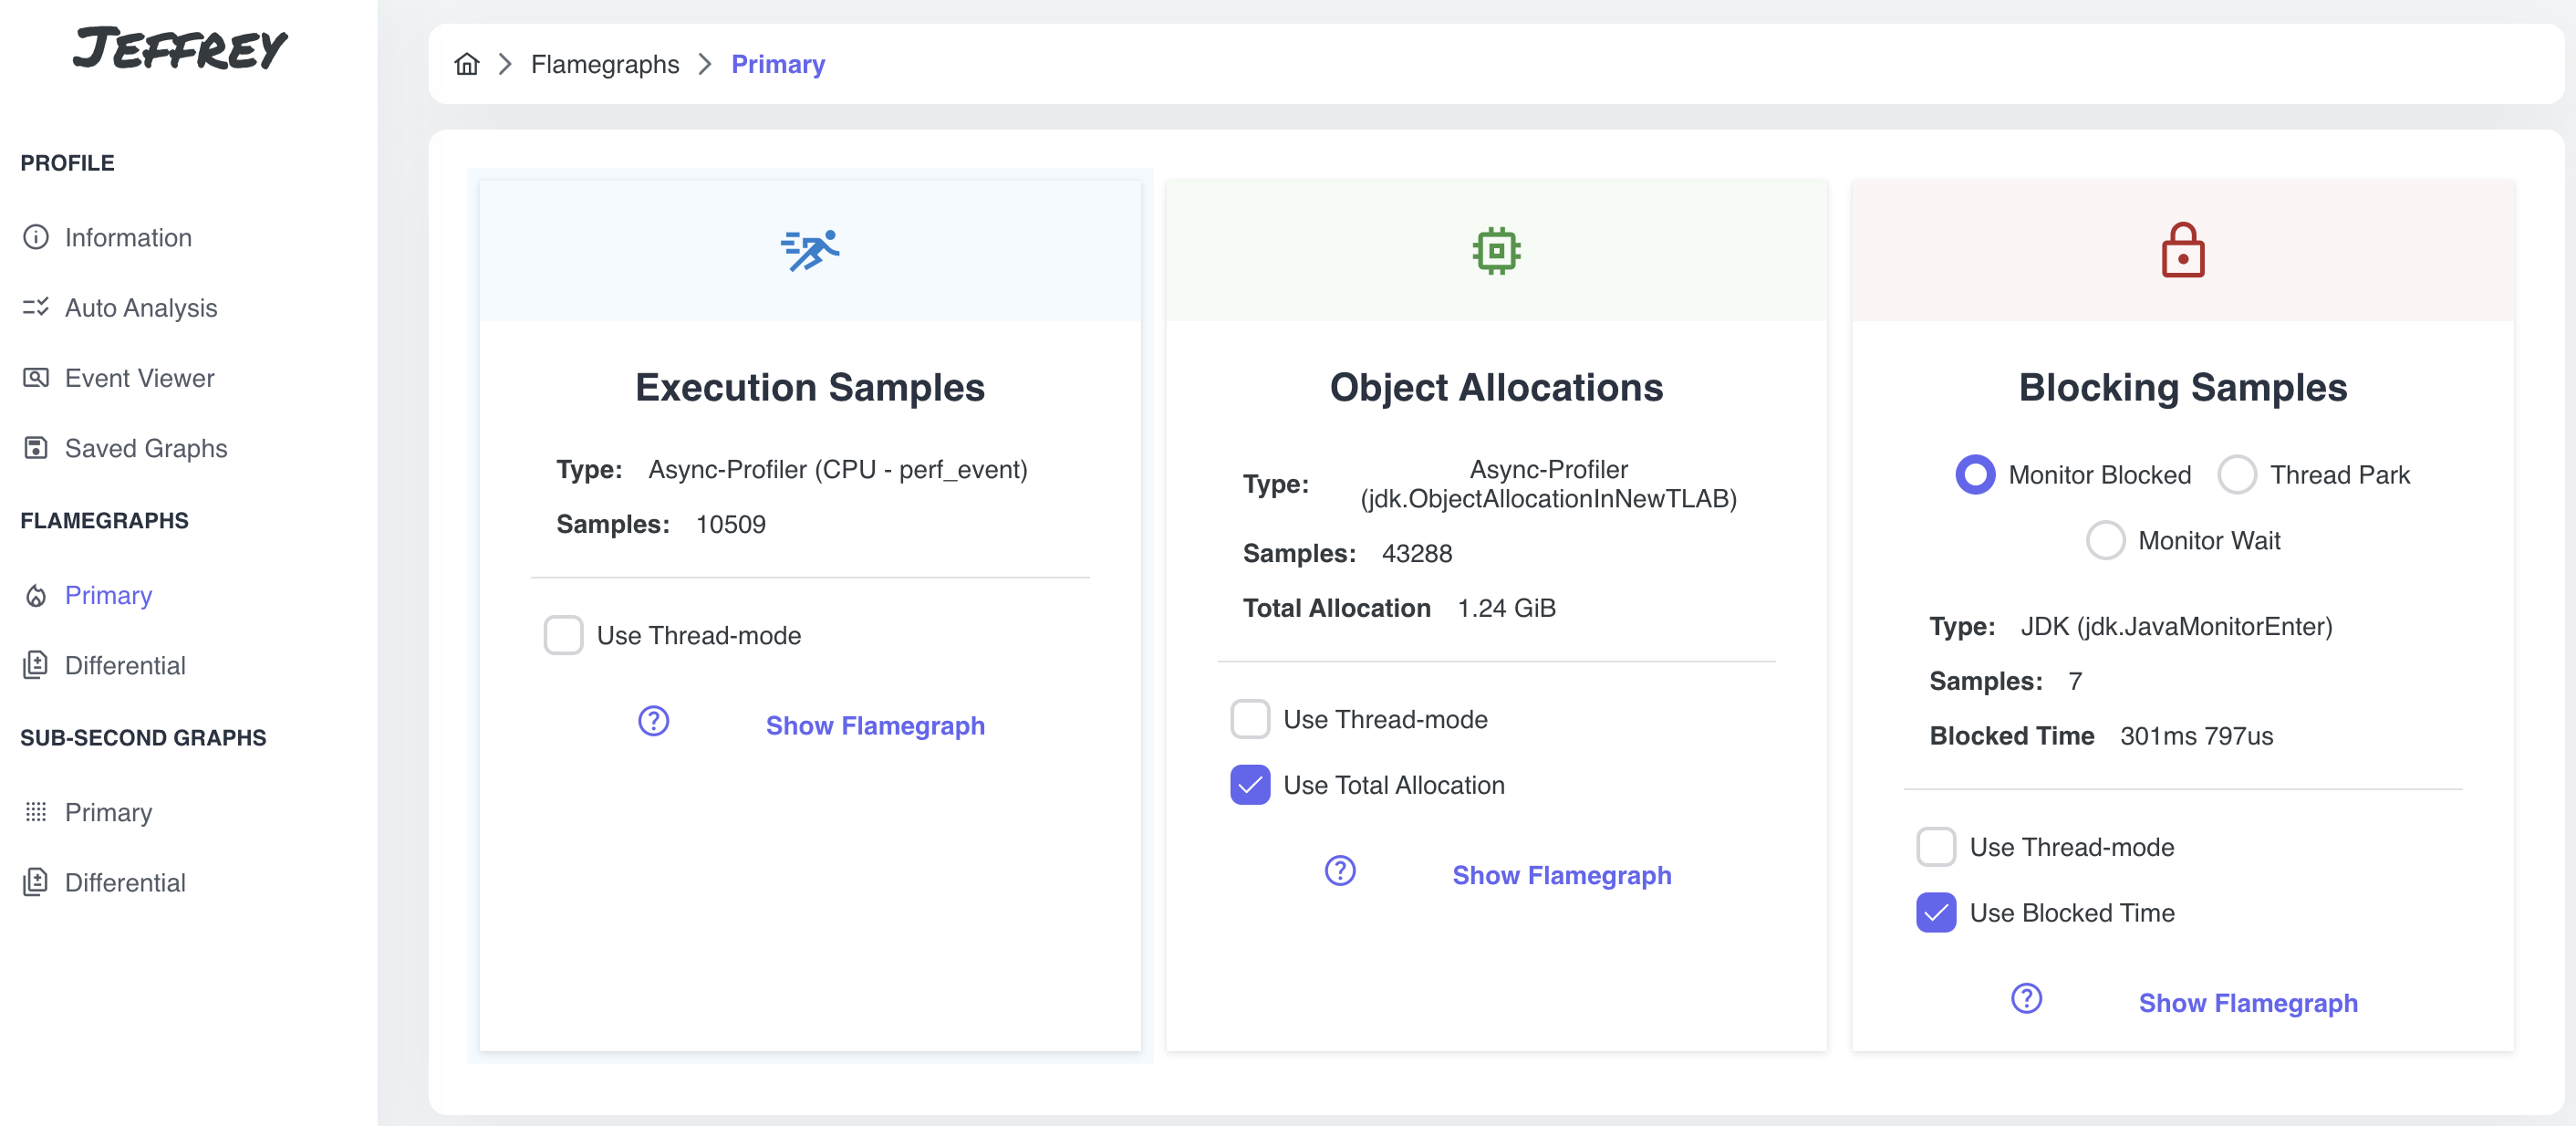 JEFFREY
PROFILE
Information
Auto Analysis
Event Viewer
Saved Graphs
FLAMEGRAPHS
Primary
Differential
SUB-SECOND GRAPHS
Primary
Differential
Flamegraphs Primary
Execution Samples
Type: Async-Profiler (CPU - perf_event)
Samples: 10509
Use Thread-mode
Show Flamegraph
Object Allocations
Type: Async-Profiler
(jdk.ObjectAllocationInNewTLAB)
Samples: 43288
Total Allocation 1.24 GiB
Use Thread-mode
Use Total Allocation
Show Flamegraph
Blocking Samples
Monitor Blocked Thread Park
Monitor Wait
Type: JDK (jdk.JavaMonitorEnter)
Samples: 7
Blocked Time 301ms 797us
Use Thread-mode
Use Blocked Time
Show Flamegraph